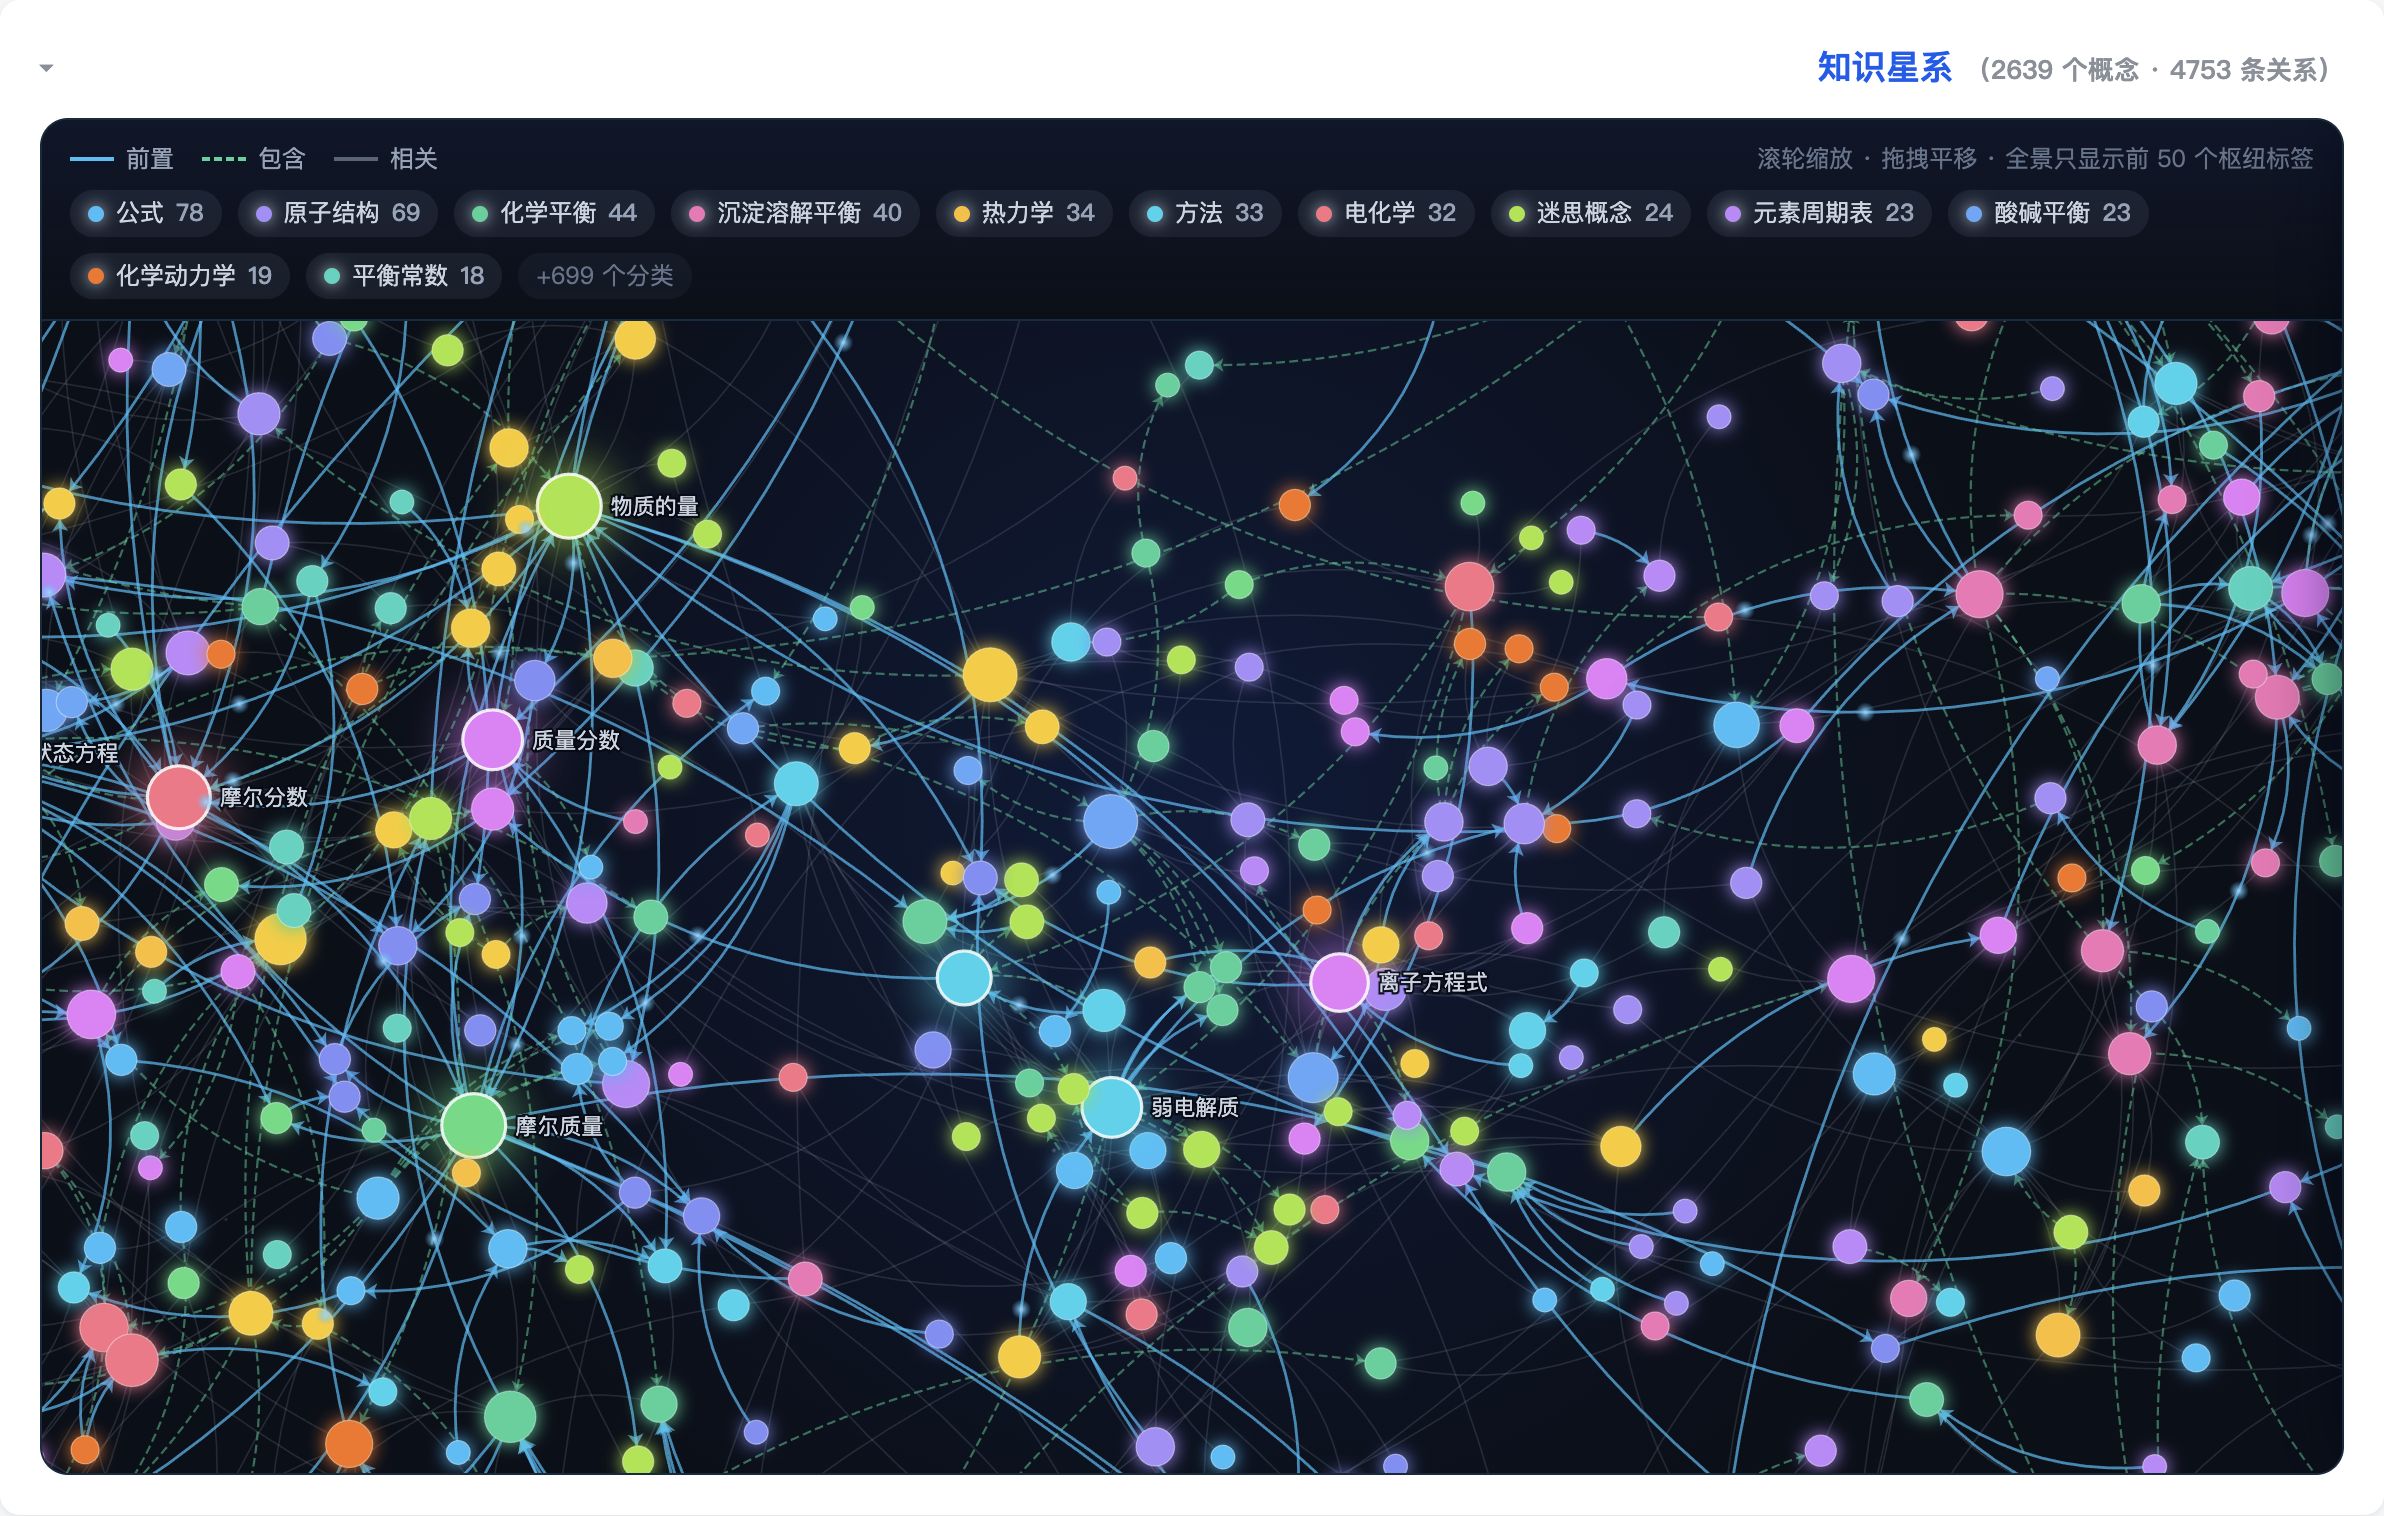 知识星系 (2639 个概念 · 4753 条关系)
前置 包含 相关 滚轮缩放 · 拖拽平移 · 全景只显示前 50 个枢纽标签
公式 78 原子结构 69 化学平衡 44 沉淀溶解平衡 40 热力学 34 方法 33 电化学 32 迷思概念 24 元素周期表 23 酸碱平衡 23
化学动力学 19 平衡常数 18 +699 个分类
物质的量
质量分数
状态方程
摩尔分数
离子方程式
弱电解质
摩尔质量